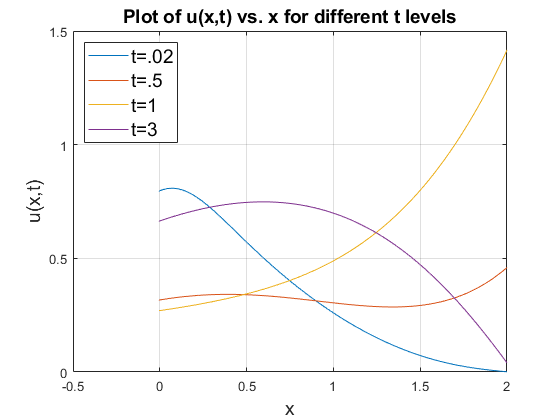 Plot of u(x,t) vs. x for different t levels
1.5
t=.02
t=.5
t=1
t=3
1
u(x,t)
0.5
0
-0.5 0 0.5 1 1.5 2
x